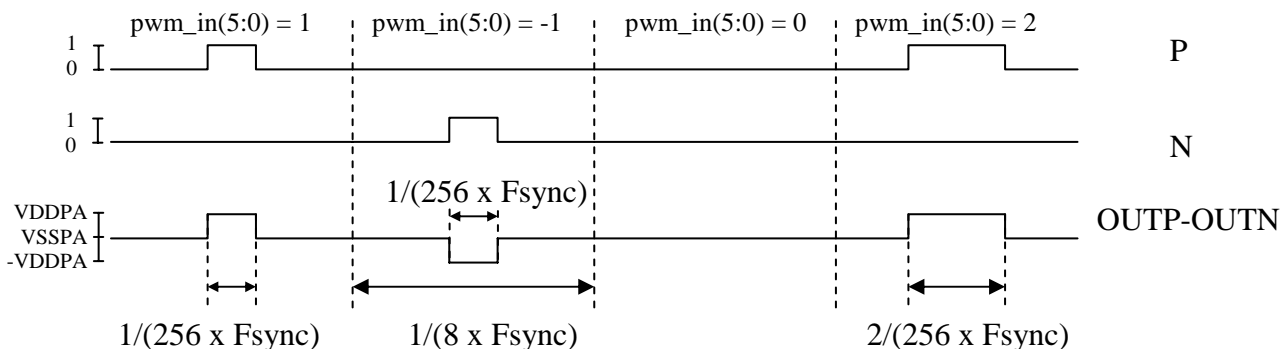 pwm_in(5:0) = 1 pwm_in(5:0) = -1 pwm_in(5:0) = 0 pwm_in(5:0) = 2
1
0
P
1
0
N
1/(256 x Fsync)
VDDPA
VSSPA
-VDDPA
OUTP-OUTN
1/(256 x Fsync) 1/(8 x Fsync) 2/(256 x Fsync)